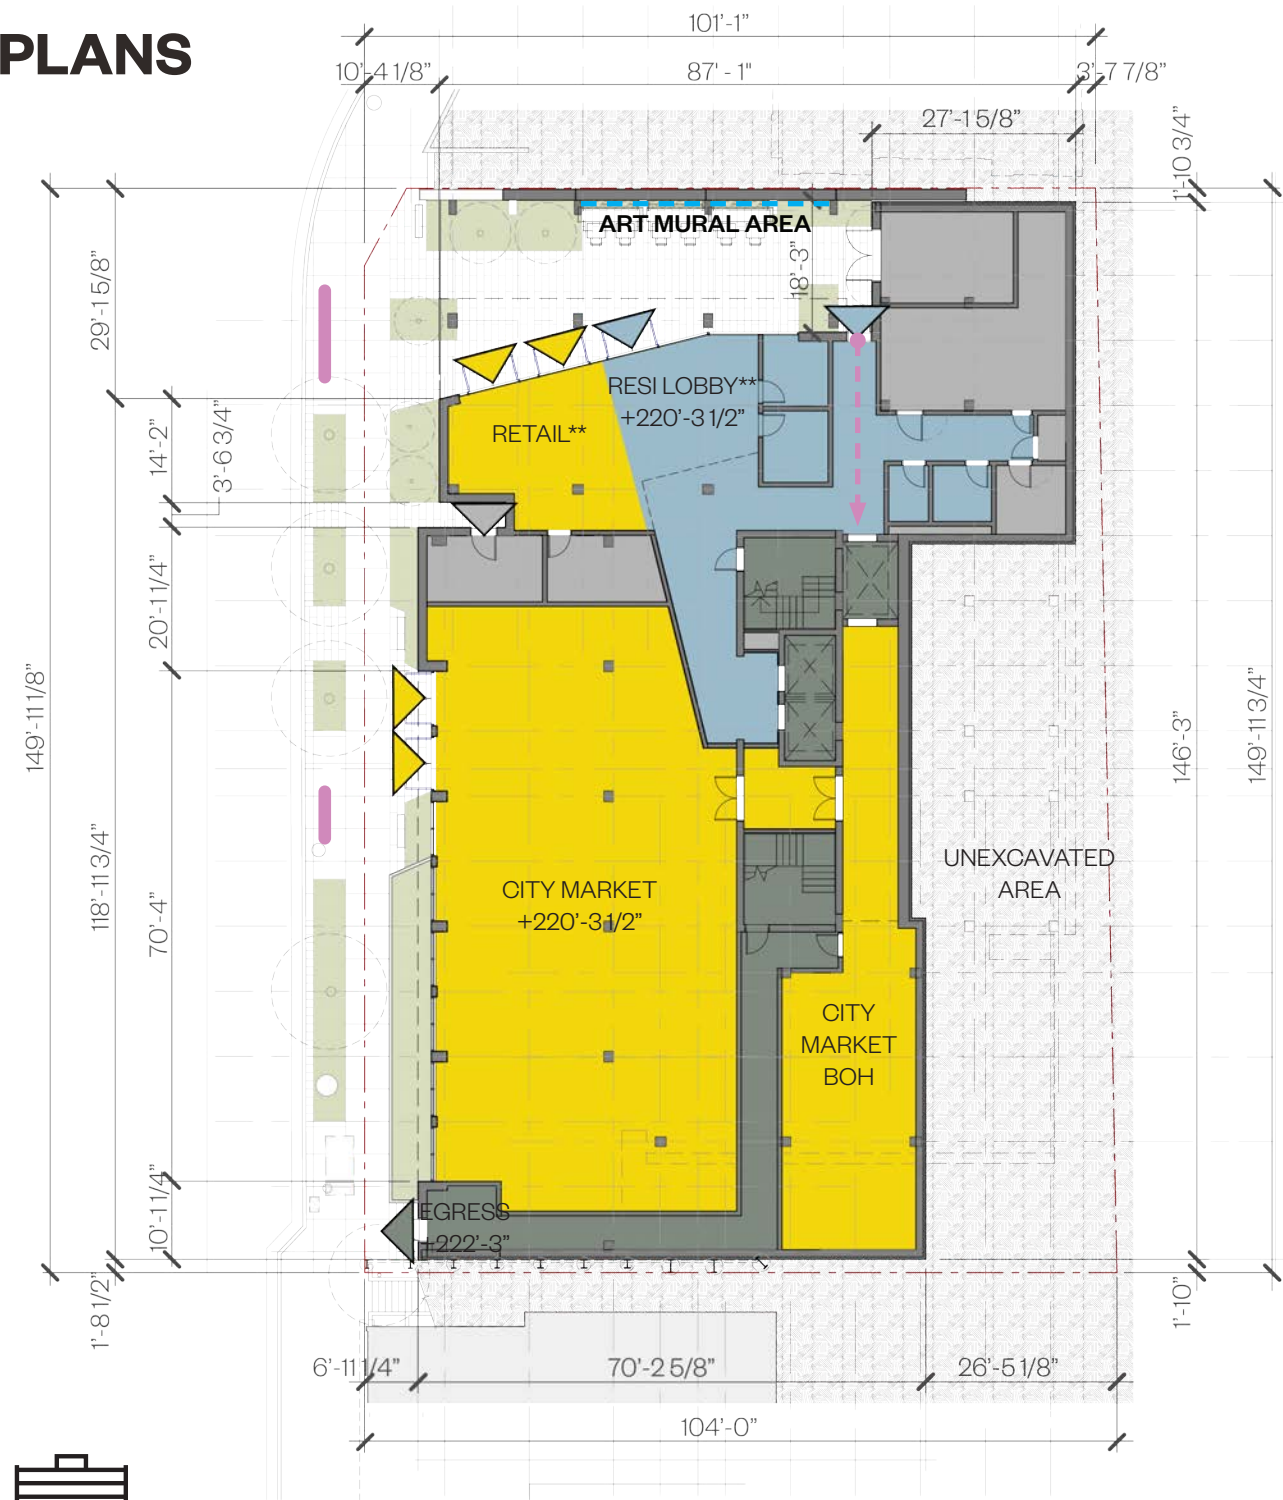 PLANS
101'-1"
10'-4 1/8"
87' - 1"
3'-7 7/8"
27'-1 5/8"
1'-10 3/4"
ART MURAL AREA
18'-3"
29'-1 5/8"
RESI LOBBY**
+220'-3 1/2"
RETAIL**
14'-2"
3'-6 3/4"
20'-11/4"
149'-11 1/8"
146'-3"
149'-11 3/4"
118'-11 3/4"
70'-4"
CITY MARKET
+220'-3 1/2"
UNEXCAVATED
AREA
CITY
MARKET
BOH
10'-11/4"
EGRESS
+222'-3"
1'-8 1/2"
1'-10"
6'-11 1/4"
70'-2 5/8"
26'-5 1/8"
104'-0"